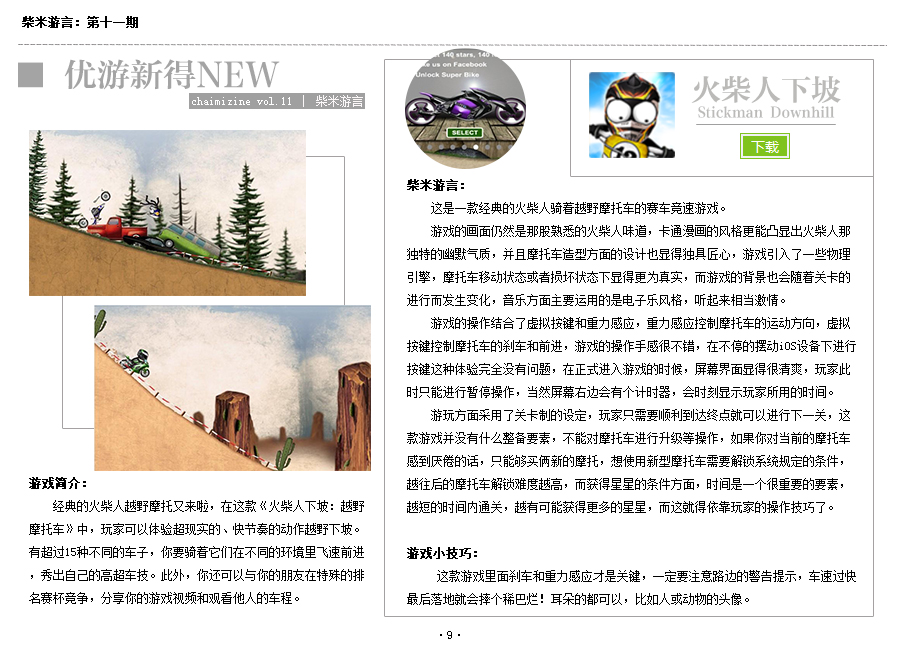 柴米游言：第十一期
优游新得NEW
chaimizine vol.11 | 柴米游言
游戏简介：
经典的火柴人越野摩托又来啦，在这款《火柴人下坡：越野
摩托车》中，玩家可以体验超现实的、快节奏的动作越野下坡。
有超过15种不同的车子，你要骑着它们在不同的环境里飞速前进
，秀出自己的高超车技。此外，你还可以与你的朋友在特殊的排
名赛杯竞争，分享你的游戏视频和观看他人的车程。
140 stars, 140
ke us on Facebook
Unlock Super Bike
SELECT
火柴人下坡
Stickman Downhill
下载
柴米游言：
这是一款经典的火柴人骑着越野摩托车的赛车竞速游戏。
游戏的画面仍然是那股熟悉的火柴人味道，卡通漫画的风格更能凸显出火柴人那
独特的幽默气质，并且摩托车造型方面的设计也显得独具匠心，游戏引入了一些物理
引擎，摩托车移动状态或者损坏状态下显得更为真实，而游戏的背景也会随着关卡的
进行而发生变化，音乐方面主要运用的是电子乐风格，听起来相当激情。
游戏的操作结合了虚拟按键和重力感应，重力感应控制摩托车的运动方向，虚拟
按键控制摩托车的刹车和前进，游戏的操作手感很不错，在不停的摆动iOS设备下进行
按键这种体验完全没有问题，在正式进入游戏的时候，屏幕界面显得很清爽，玩家此
时只能进行暂停操作，当然屏幕右边会有个计时器，会时刻显示玩家所用的时间。
游玩方面采用了关卡制的设定，玩家只需要顺利到达终点就可以进行下一关，这
款游戏并没有什么整备要素，不能对摩托车进行升级等操作，如果你对当前的摩托车
感到厌倦的话，只能够买俩新的摩托，想使用新型摩托车需要解锁系统规定的条件，
越往后的摩托车解锁难度越高，而获得星星的条件方面，时间是一个很重要的要素，
越短的时间内通关，越有可能获得更多的星星，而这就得依靠玩家的操作技巧了。
游戏小技巧：
这款游戏里面刹车和重力感应才是关键，一定要注意路边的警告提示，车速过快
最后落地就会摔个稀巴烂！耳朵的都可以，比如人或动物的头像。
·9·